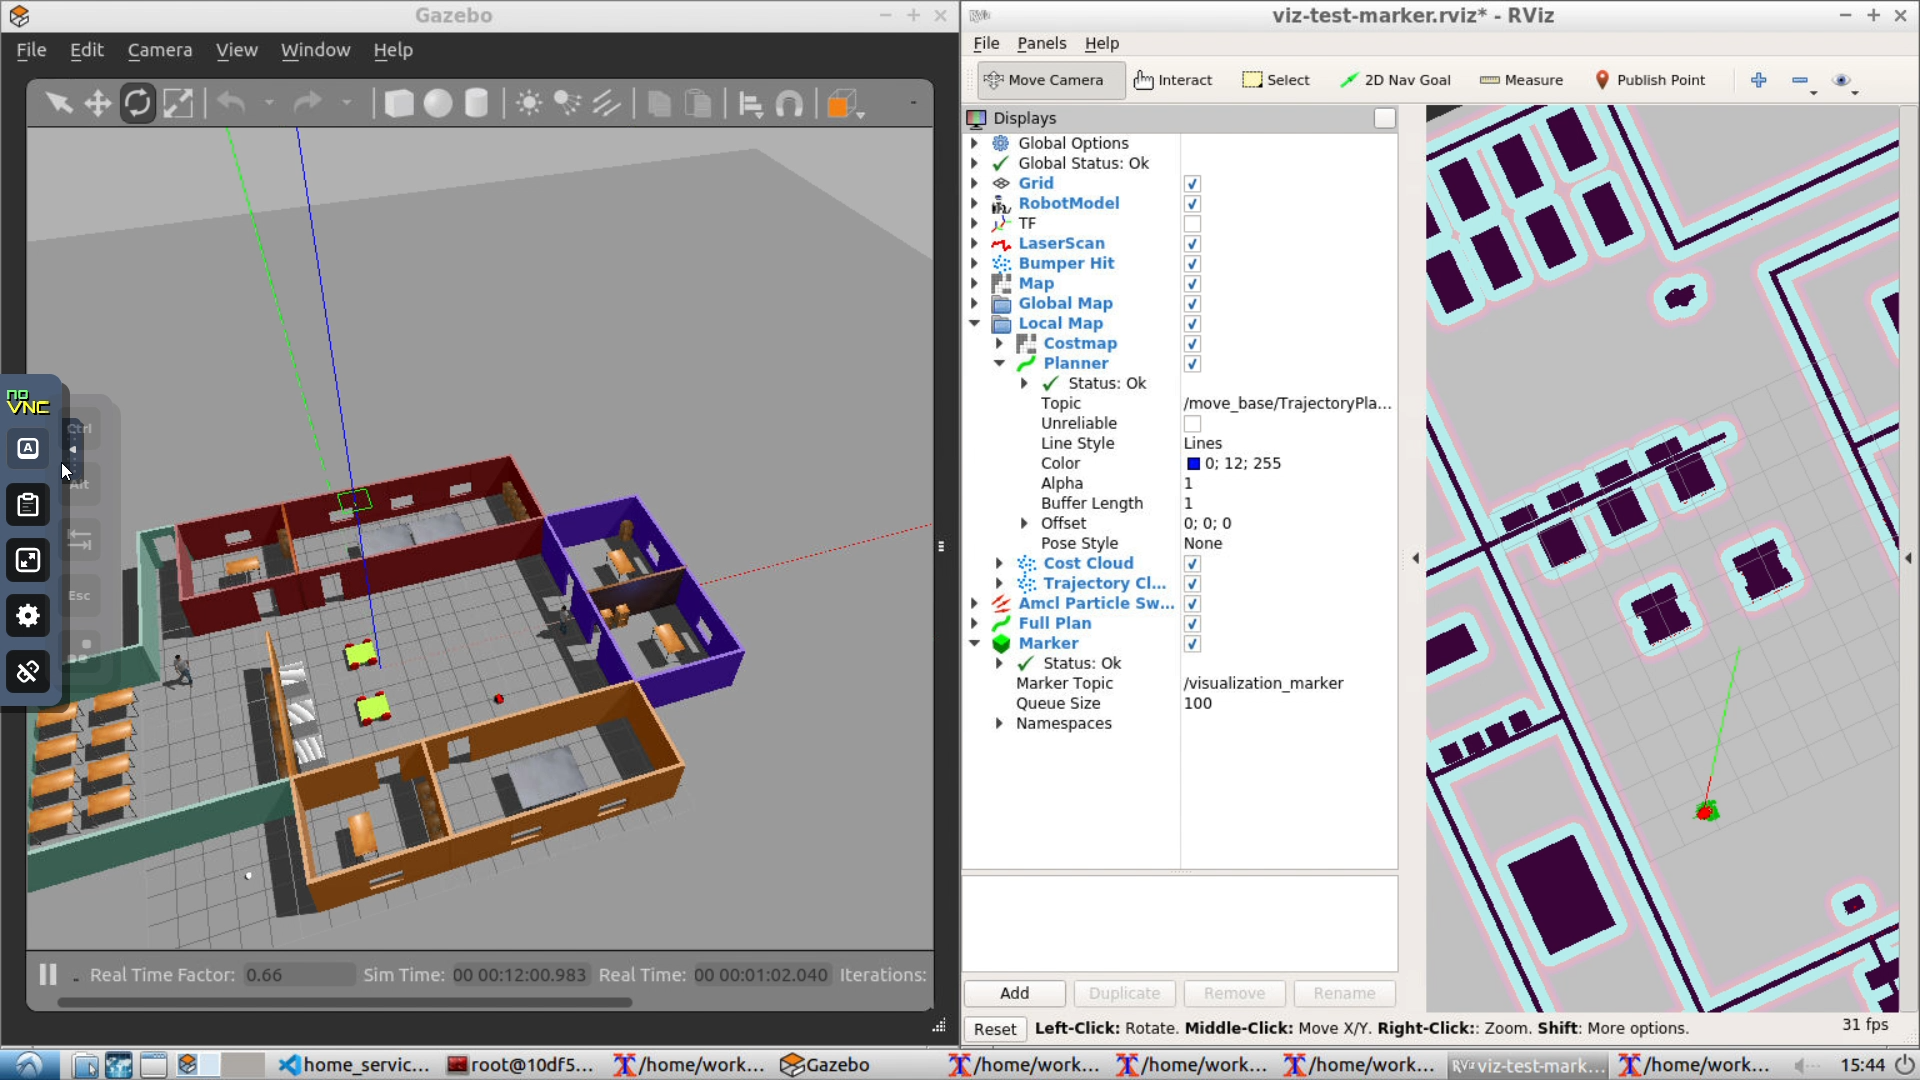 Gazebo
File Edit Camera View Window Help
no
VNC
A
Ctrl
Alt
Esc
Real Time Factor: 0.66 Sim Time: 00 00:12:00.983 Real Time: 00 00:01:02.040 Iterations:
RViz
viz-test-marker.rviz* - RViz
File Panels Help
Move Camera Interact Select 2D Nav Goal Measure Publish Point
Displays
Global Options
Global Status: Ok
Grid
RobotModel
TF
LaserScan
Bumper Hit
Map
Global Map
Local Map
Costmap
Planner
Status: Ok
Topic /move_base/TrajectoryPla...
Unreliable
Line Style Lines
Color 0; 12; 255
Alpha 1
Buffer Length 1
Offset 0; 0; 0
Pose Style None
Cost Cloud
Trajectory Cl...
Amcl Particle Sw...
Full Plan
Marker
Status: Ok
Marker Topic /visualization_marker
Queue Size 100
Namespaces
Add Duplicate Remove Rename
Reset Left-Click: Rotate. Middle-Click: Move X/Y. Right-Click:: Zoom. Shift: More options. 31 fps
home_servic... root@10df5... /home/work... Gazebo /home/work... /home/work... /home/work... RViz viz-test-mark... /home/work... 15:44